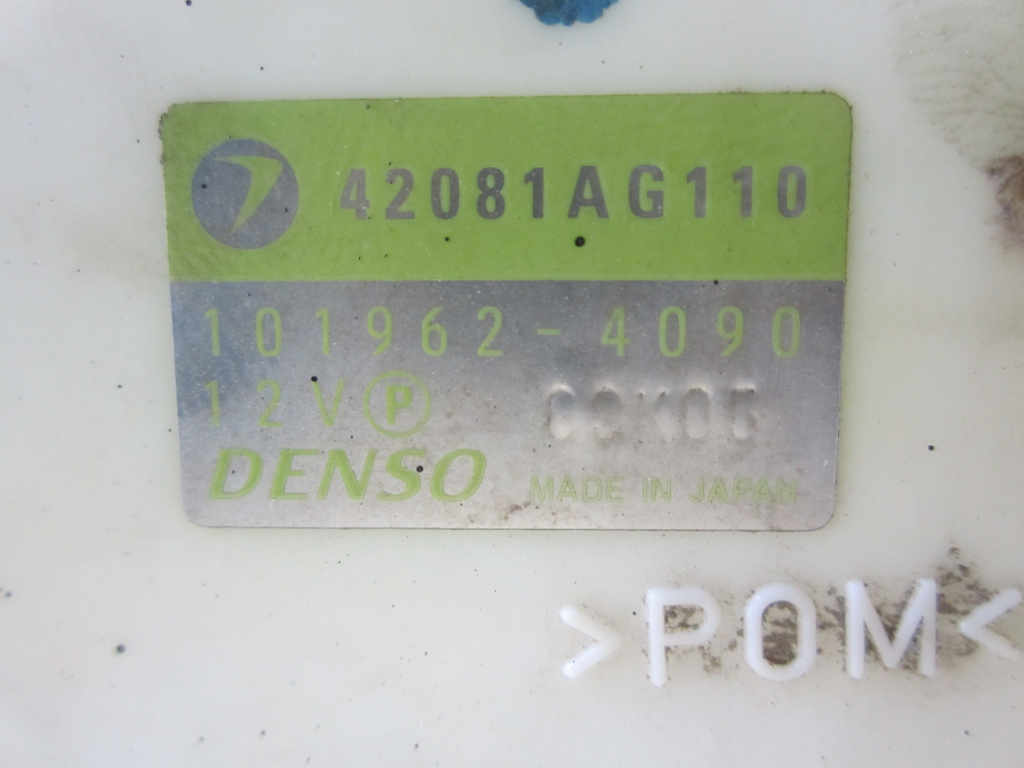 42081AG110
101962-4090
12V Ⓟ
DENSO MADE IN JAPAN
>POM<